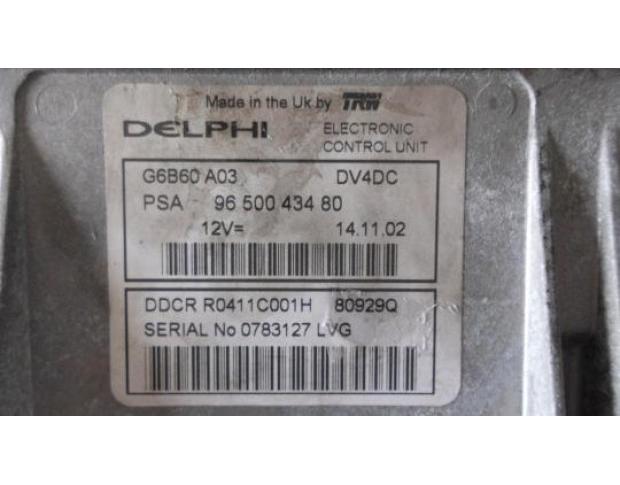 Made in the Uk by TRW
DELPHI ELECTRONIC
CONTROL UNIT
G6B60 A03 DV4DC
PSA 96 500 434 80
12V= 14.11.02
DDCR R0411C001H 80929Q
SERIAL No 0783127 LVG